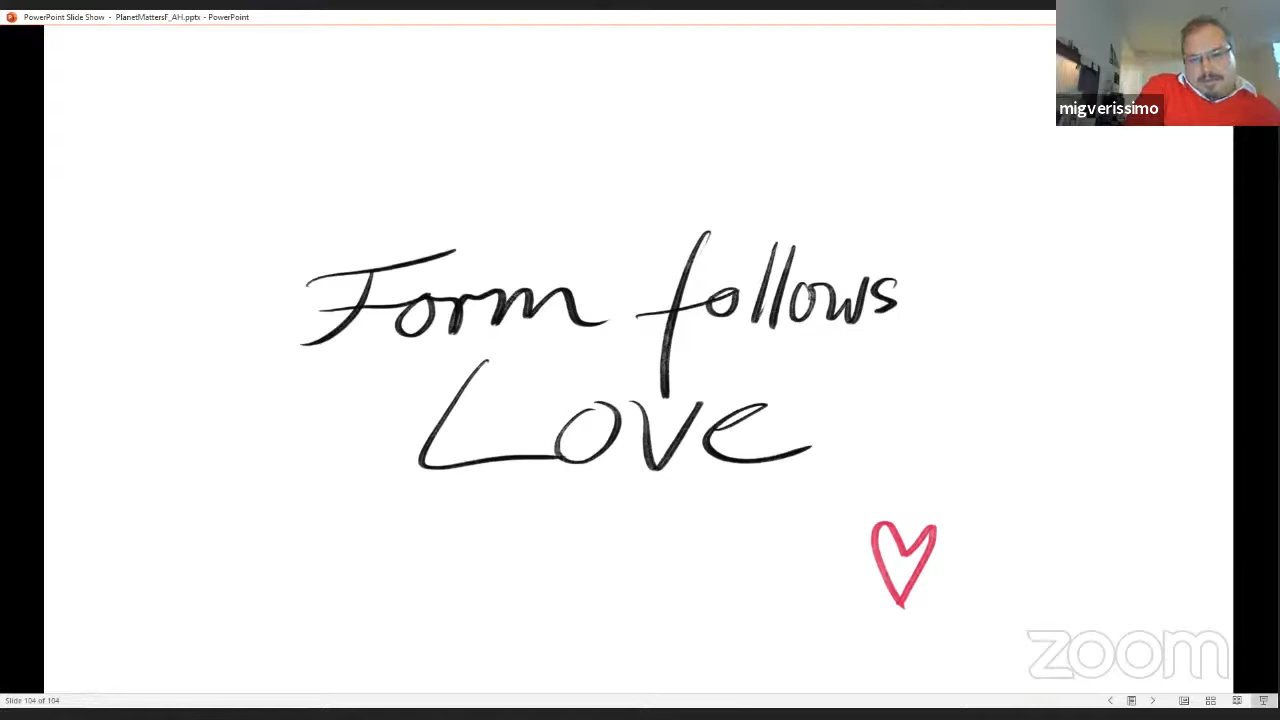 PowerPoint Slide Show - PlanetMattersF_AH.pptx - PowerPoint
migverissimo
Form follows
Love
zoom
Slide 104 of 104